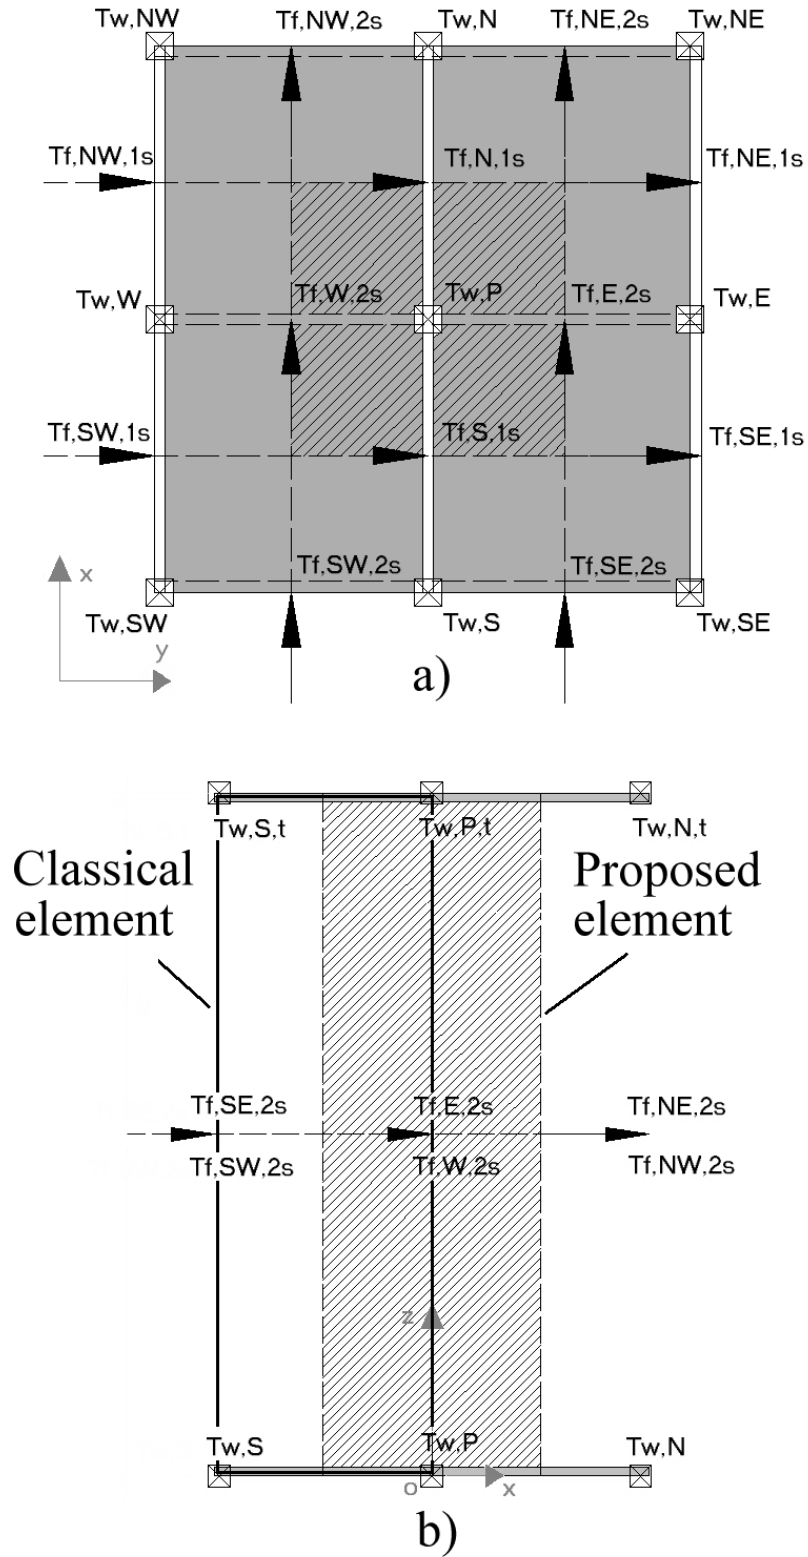 Tw,NW Tf,NW,2s Tw,N Tf,NE,2s Tw,NE
Tf,NW,1s Tf,N,1s Tf,NE,1s
Tw,W Tf,W,2s Tw,P Tf,E,2s Tw,E
Tf,SW,1s Tf,S,1s Tf,SE,1s
Tf,SW,2s Tf,SE,2s
x
Tw,SW Tw,S Tw,SE
y
a)
Tw,S,t Tw,P,t Tw,N,t
Classical
element
Proposed
element
Tf,SE,2s Tf,E,2s Tf,NE,2s
Tf,SW,2s Tf,W,2s Tf,NW,2s
z
Tw,S Tw,P Tw,N
o x
b)